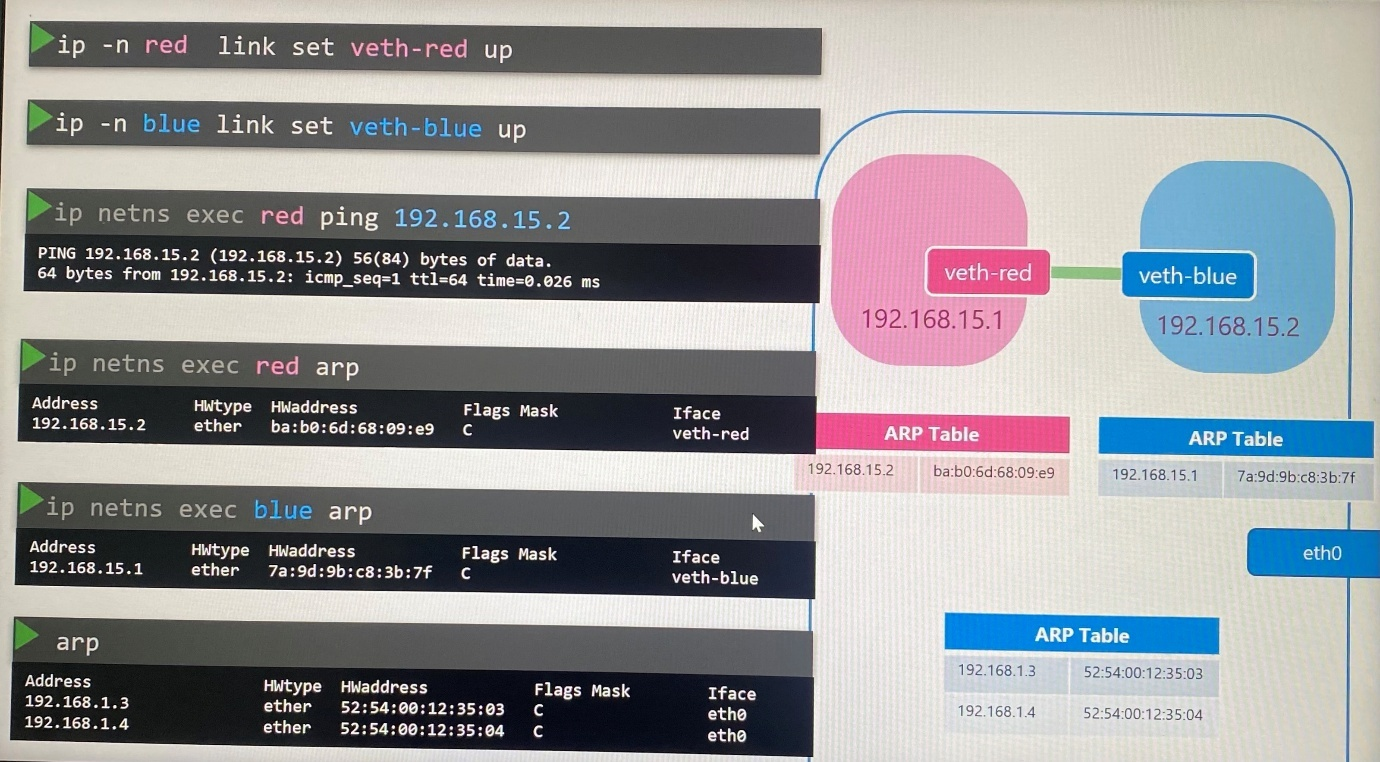 ip -n red link set veth-red up
ip -n blue link set veth-blue up
ip netns exec red ping 192.168.15.2
PING 192.168.15.2 (192.168.15.2) 56(84) bytes of data.
64 bytes from 192.168.15.2: icmp_seq=1 ttl=64 time=0.026 ms
ip netns exec red arp
Address HWtype HWaddress Flags Mask Iface
192.168.15.2 ether ba:b0:6d:68:09:e9 C veth-red
ip netns exec blue arp
Address HWtype HWaddress Flags Mask Iface
192.168.15.1 ether 7a:9d:9b:c8:3b:7f C veth-blue
arp
Address HWtype HWaddress Flags Mask Iface
192.168.1.3 ether 52:54:00:12:35:03 C eth0
192.168.1.4 ether 52:54:00:12:35:04 C eth0
veth-red
192.168.15.1
veth-blue
192.168.15.2
ARP Table
192.168.15.2 ba:b0:6d:68:09:e9
ARP Table
192.168.15.1 7a:9d:9b:c8:3b:7f
eth0
ARP Table
192.168.1.3 52:54:00:12:35:03
192.168.1.4 52:54:00:12:35:04